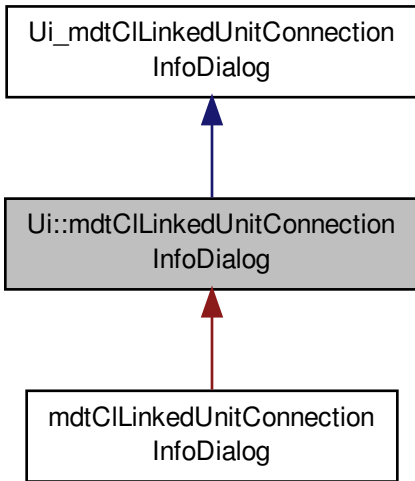 Ui_mdtClLinkedUnitConnection
InfoDialog
Ui::mdtClLinkedUnitConnection
InfoDialog
mdtClLinkedUnitConnection
InfoDialog